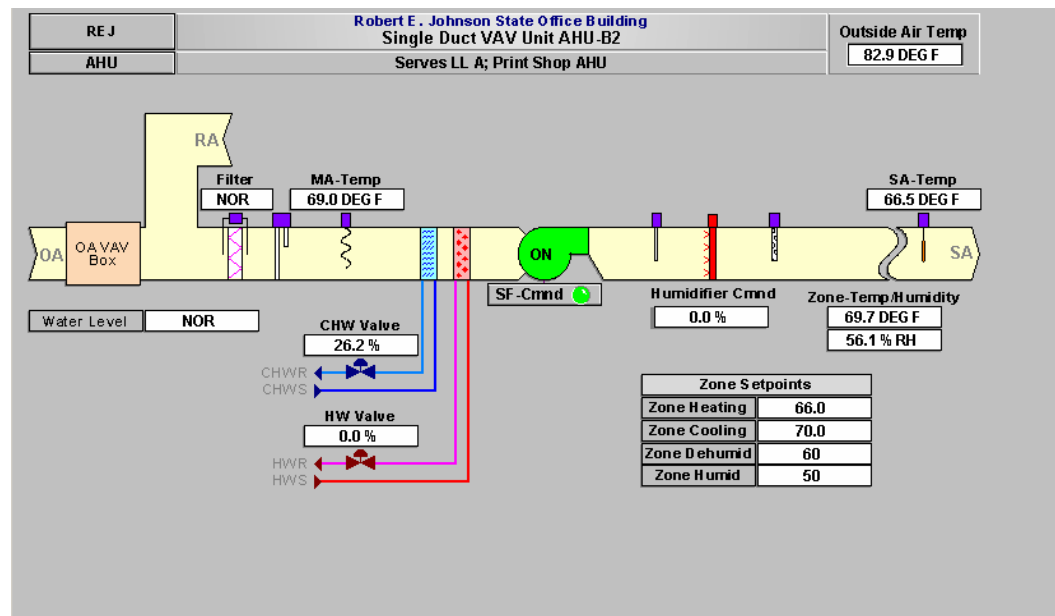 REJ
Robert E. Johnson State Office Building
Single Duct VAV Unit AHU-B2
Outside Air Temp
82.9 DEG F
AHU
Serves LL A; Print Shop AHU
RA
Filter
NOR
MA-Temp
69.0 DEG F
SA-Temp
66.5 DEG F
OA
OA VAV
Box
ON
SA
SF-Cmnd
Humidifier Cmnd
0.0 %
Zone-Temp/Humidity
69.7 DEG F
56.1 % RH
Water Level
NOR
CHW Valve
26.2 %
CHWR
CHWS
HW Valve
0.0 %
HWR
HWS
Zone Setpoints
Zone Heating 66.0
Zone Cooling 70.0
Zone Dehumid 60
Zone Humid 50